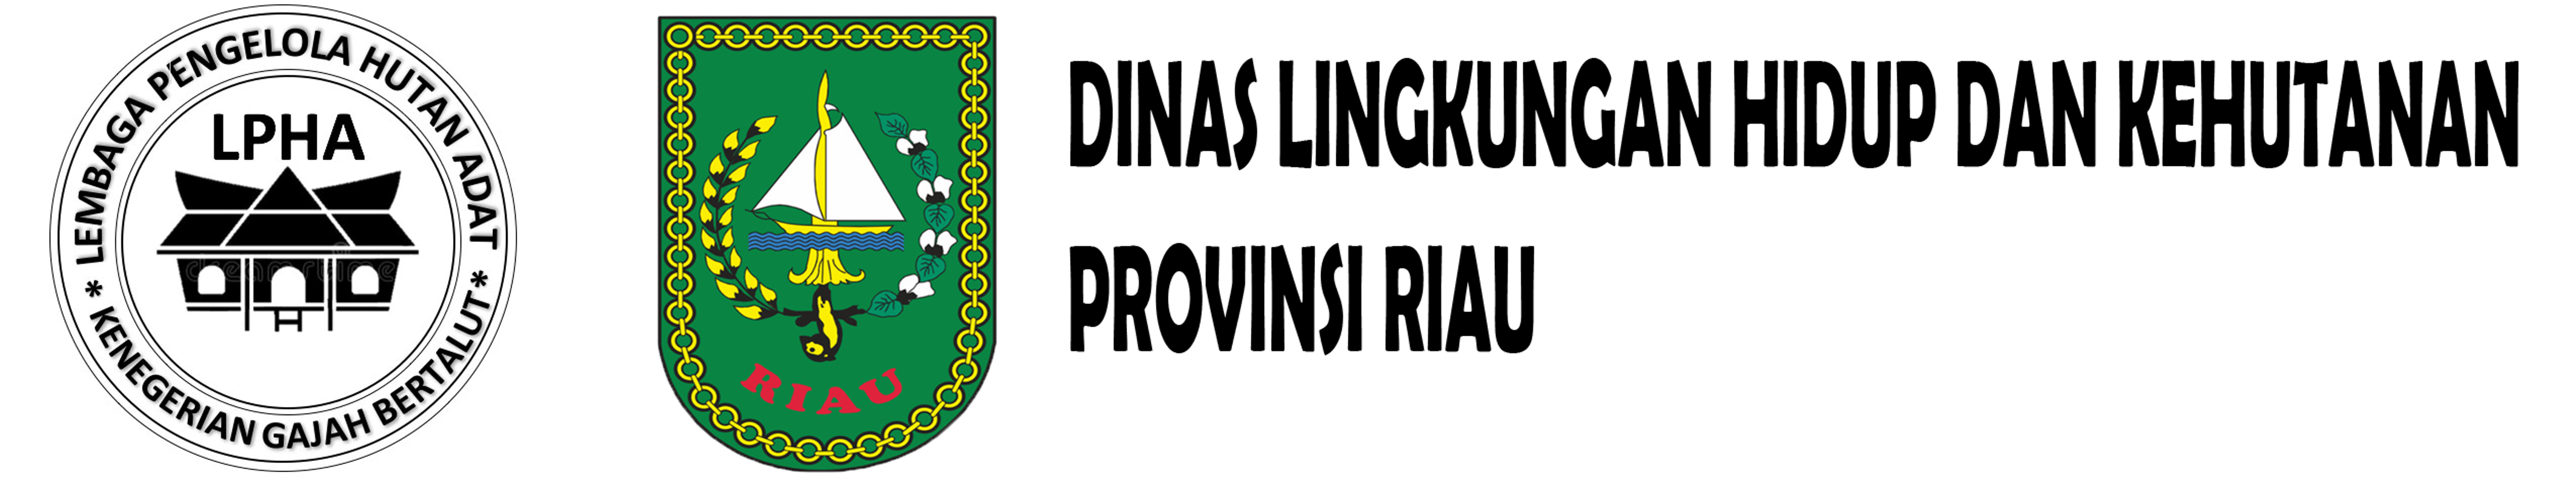 LEMBAGA PENGELOLA HUTAN ADAT
LPHA
* KENEGERIAN GAJAH BERTALUT *
RIAU
DINAS LINGKUNGAN HIDUP DAN KEHUTANAN
PROVINSI RIAU